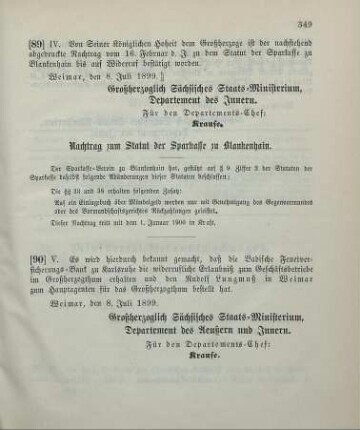 349
[89] IV. Von Seiner Königlichen Hoheit dem Großherzoge ist der nachstehend
abgedruckte Nachtrag vom 16. Februar d. J. zu dem Statut der Sparkasse zu
Blankenhain bis auf Widerruf bestätigt worden.
Weimar, den 8. Juli 1899.
Großherzoglich Sächsisches Staats-Ministerium,
Departement des Innern.
Für den Departements-Chef:
Krause.
Nachtrag zum Statut der Sparkasse zu Blankenhain.
Der Sparkasse-Verein zu Blankenhain hat, gestützt auf § 9 Ziffer 2 der Statuten der
Sparkasse daselbst folgende Abänderungen dieser Statuten beschlossen:
Die §§ 33 und 38 erhalten folgenden Zusatz:
Auf ein Einlagebuch über Mündelgeld werden nur mit Genehmigung des Gegenvormundes
oder des Vormundschaftsgerichts Rückzahlungen geleistet.
Dieser Nachtrag tritt mit dem 1. Januar 1900 in Kraft.
[90] V. Es wird hierdurch bekannt gemacht, daß die Badische Feuerver-
sicherungs-Bank zu Karlsruhe die widerrufliche Erlaubniß zum Geschäftsbetriebe
im Großherzogthum erhalten und den Rudolf Lungmuß in Weimar
zum Hauptagenten für das Großherzogthum bestellt hat.
Weimar, den 8. Juli 1899.
Großherzoglich Sächsisches Staats-Ministerium,
Departement des Aeußern und Innern.
Für den Departements-Chef:
Krause.